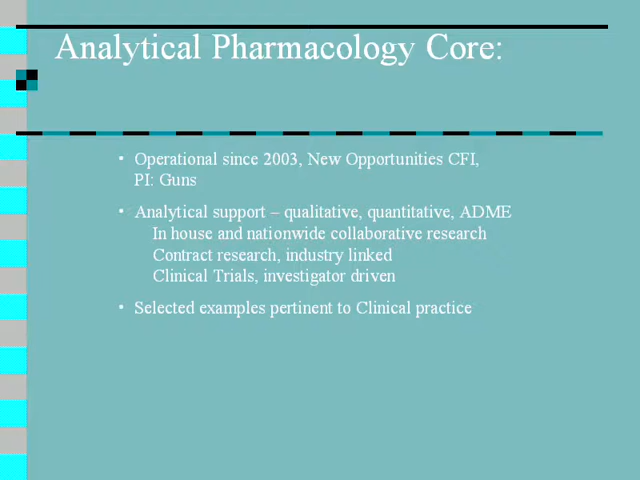 Analytical Pharmacology Core:
• Operational since 2003, New Opportunities CFI,
PI: Guns
• Analytical support – qualitative, quantitative, ADME
In house and nationwide collaborative research
Contract research, industry linked
Clinical Trials, investigator driven
• Selected examples pertinent to Clinical practice